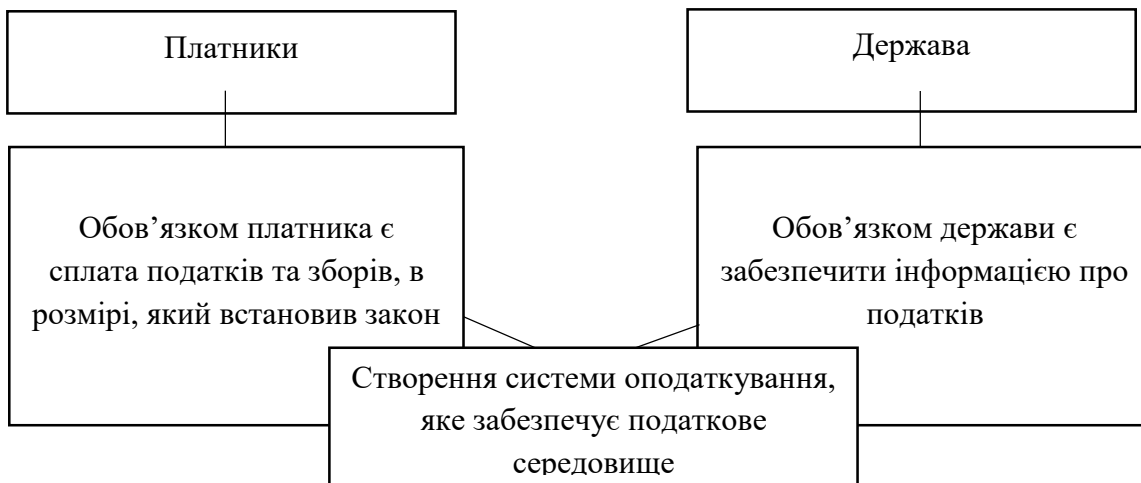 Платники
Держава
Обов’язком платника є
сплата податків та зборів, в
розмірі, який встановив закон
Обов’язком держави є
забезпечити інформацією про
податків
Створення системи оподаткування,
яке забезпечує податкове
середовище